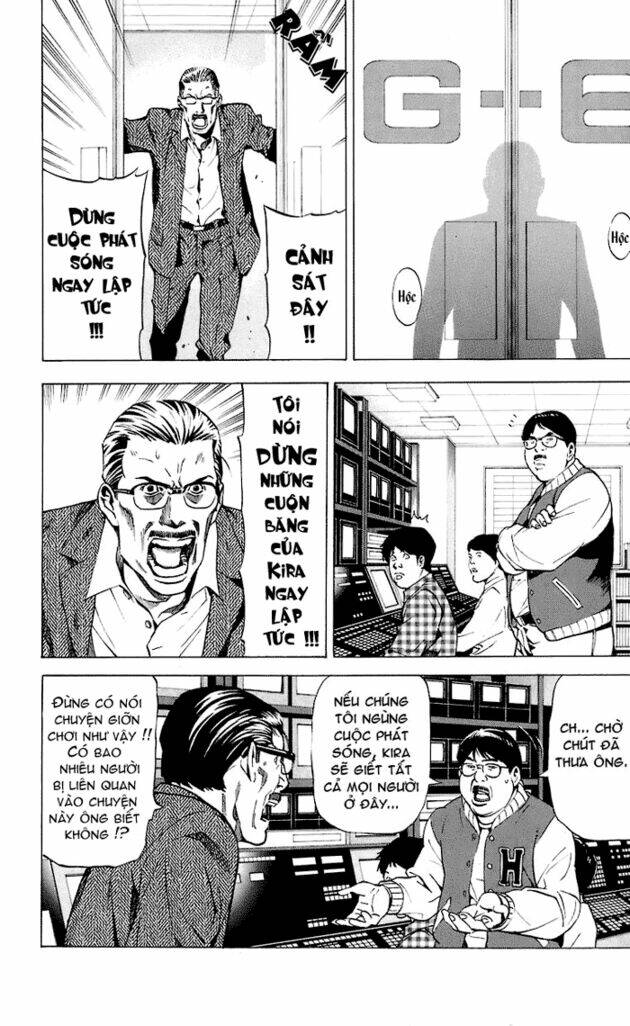 G-6
Hộc
Hộc
RẦM
CẢNH
SÁT
ĐÂY
!!
DỪNG
CUỘC PHÁT
SÓNG
NGAY LẬP
TỨC
!!!
TÔI
NÓI
DỪNG
NHỮNG
CUỘN
BĂNG
CỦA
KIRA
NGAY
LẬP
TỨC !!!
CH... CHỜ
CHÚT ĐÃ
THƯA ÔNG.
NẾU CHÚNG
TÔI NGỪNG
CUỘC PHÁT
SÓNG, KIRA
SẼ GIẾT TẤT
CẢ MỌI NGƯỜI
Ở ĐÂY...
H
ĐỪNG CÓ NÓI
CHUYỆN GIỠN
CHƠI NHƯ VẬY !!
CÓ BAO
NHIÊU NGƯỜI
BỊ LIÊN QUAN
VÀO CHUYỆN
NÀY ÔNG BIẾT
KHÔNG !?